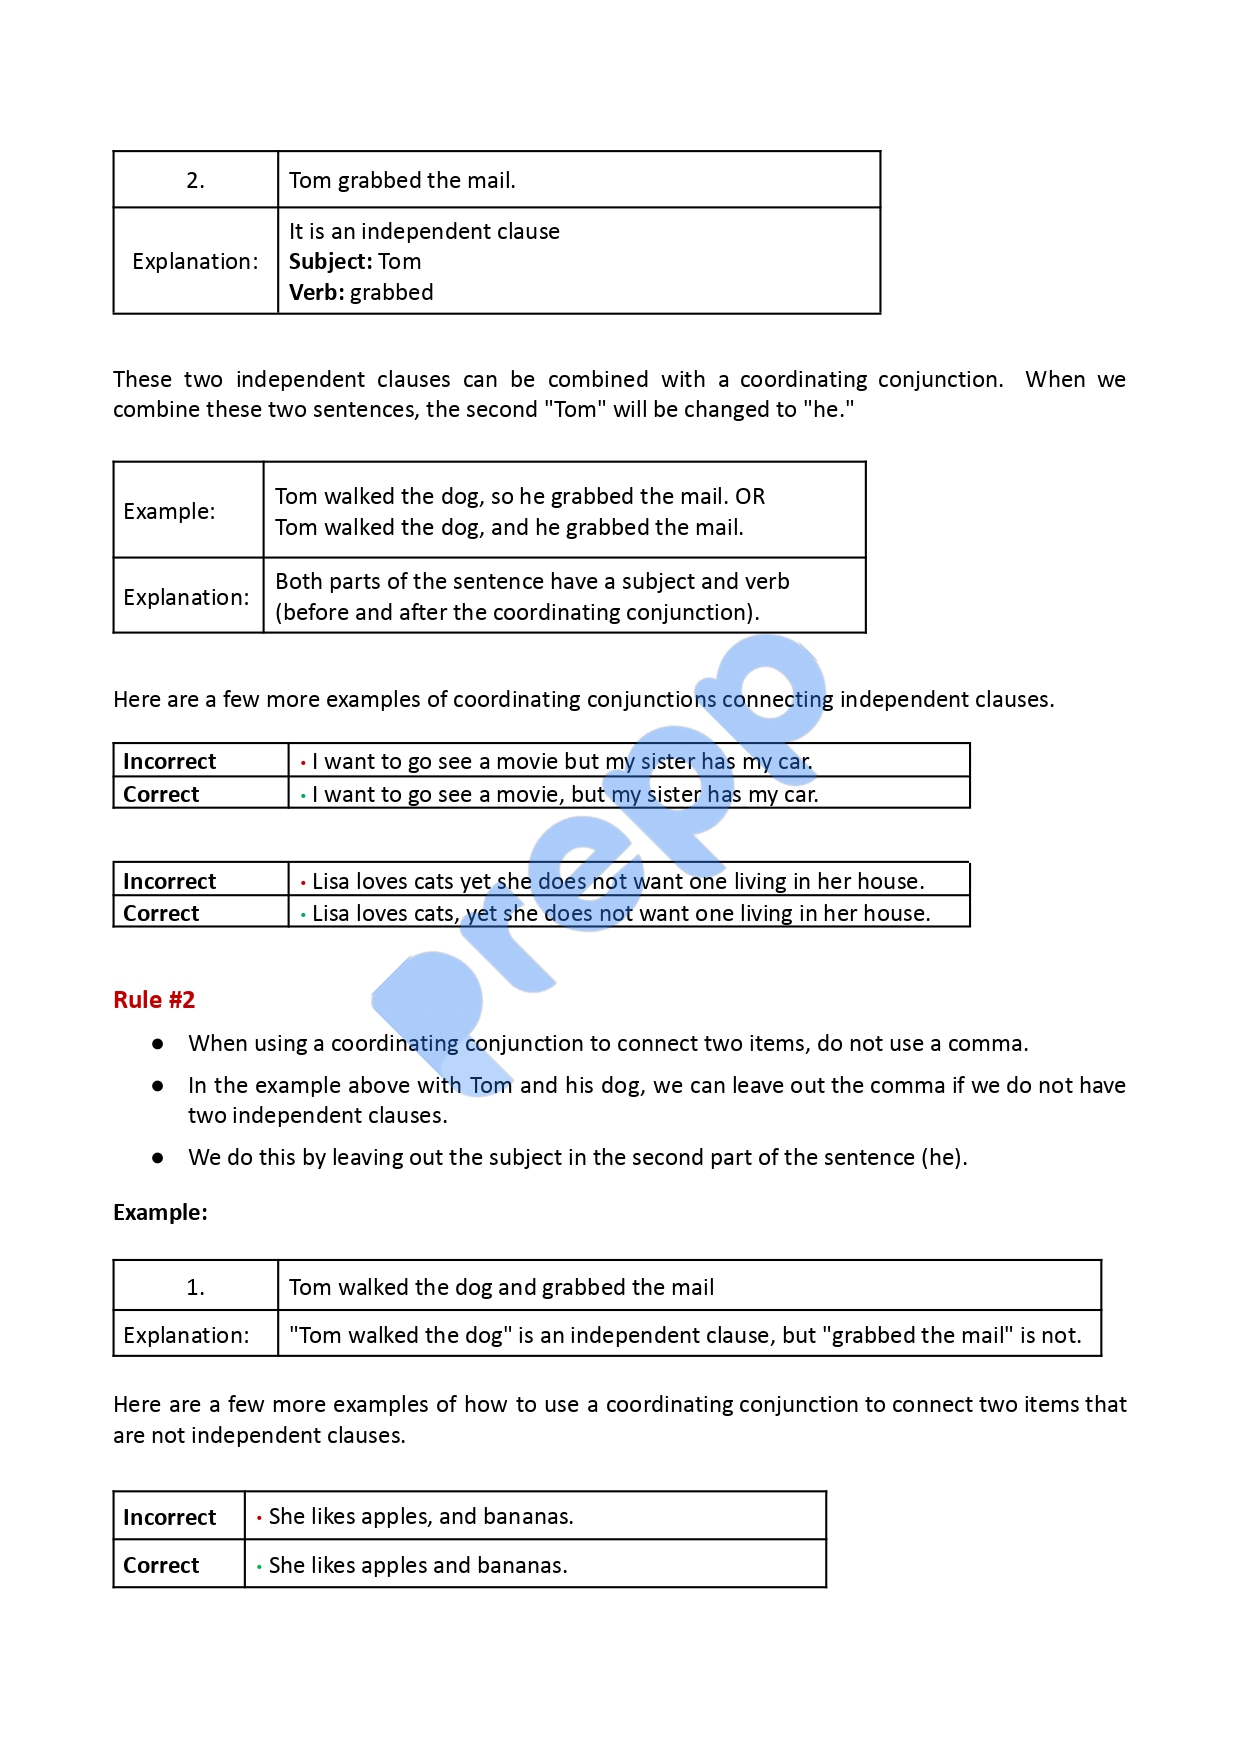 2.
Tom grabbed the mail.
Explanation:
It is an independent clause
Subject: Tom
Verb: grabbed
These two independent clauses can be combined with a coordinating conjunction. When we
combine these two sentences, the second "Tom" will be changed to "he."
Example:
Tom walked the dog, so he grabbed the mail. OR
Tom walked the dog, and he grabbed the mail.
Explanation:
Both parts of the sentence have a subject and verb
(before and after the coordinating conjunction).
Here are a few more examples of coordinating conjunctions connecting independent clauses.
Incorrect • I want to go see a movie but my sister has my car.
Correct • I want to go see a movie, but my sister has my car.
Incorrect • Lisa loves cats yet she does not want one living in her house.
Correct • Lisa loves cats, yet she does not want one living in her house.
prepp
Rule #2
● When using a coordinating conjunction to connect two items, do not use a comma.
● In the example above with Tom and his dog, we can leave out the comma if we do not have
two independent clauses.
● We do this by leaving out the subject in the second part of the sentence (he).
Example:
1. Tom walked the dog and grabbed the mail
Explanation: "Tom walked the dog" is an independent clause, but "grabbed the mail" is not.
Here are a few more examples of how to use a coordinating conjunction to connect two items that
are not independent clauses.
Incorrect • She likes apples, and bananas.
Correct • She likes apples and bananas.